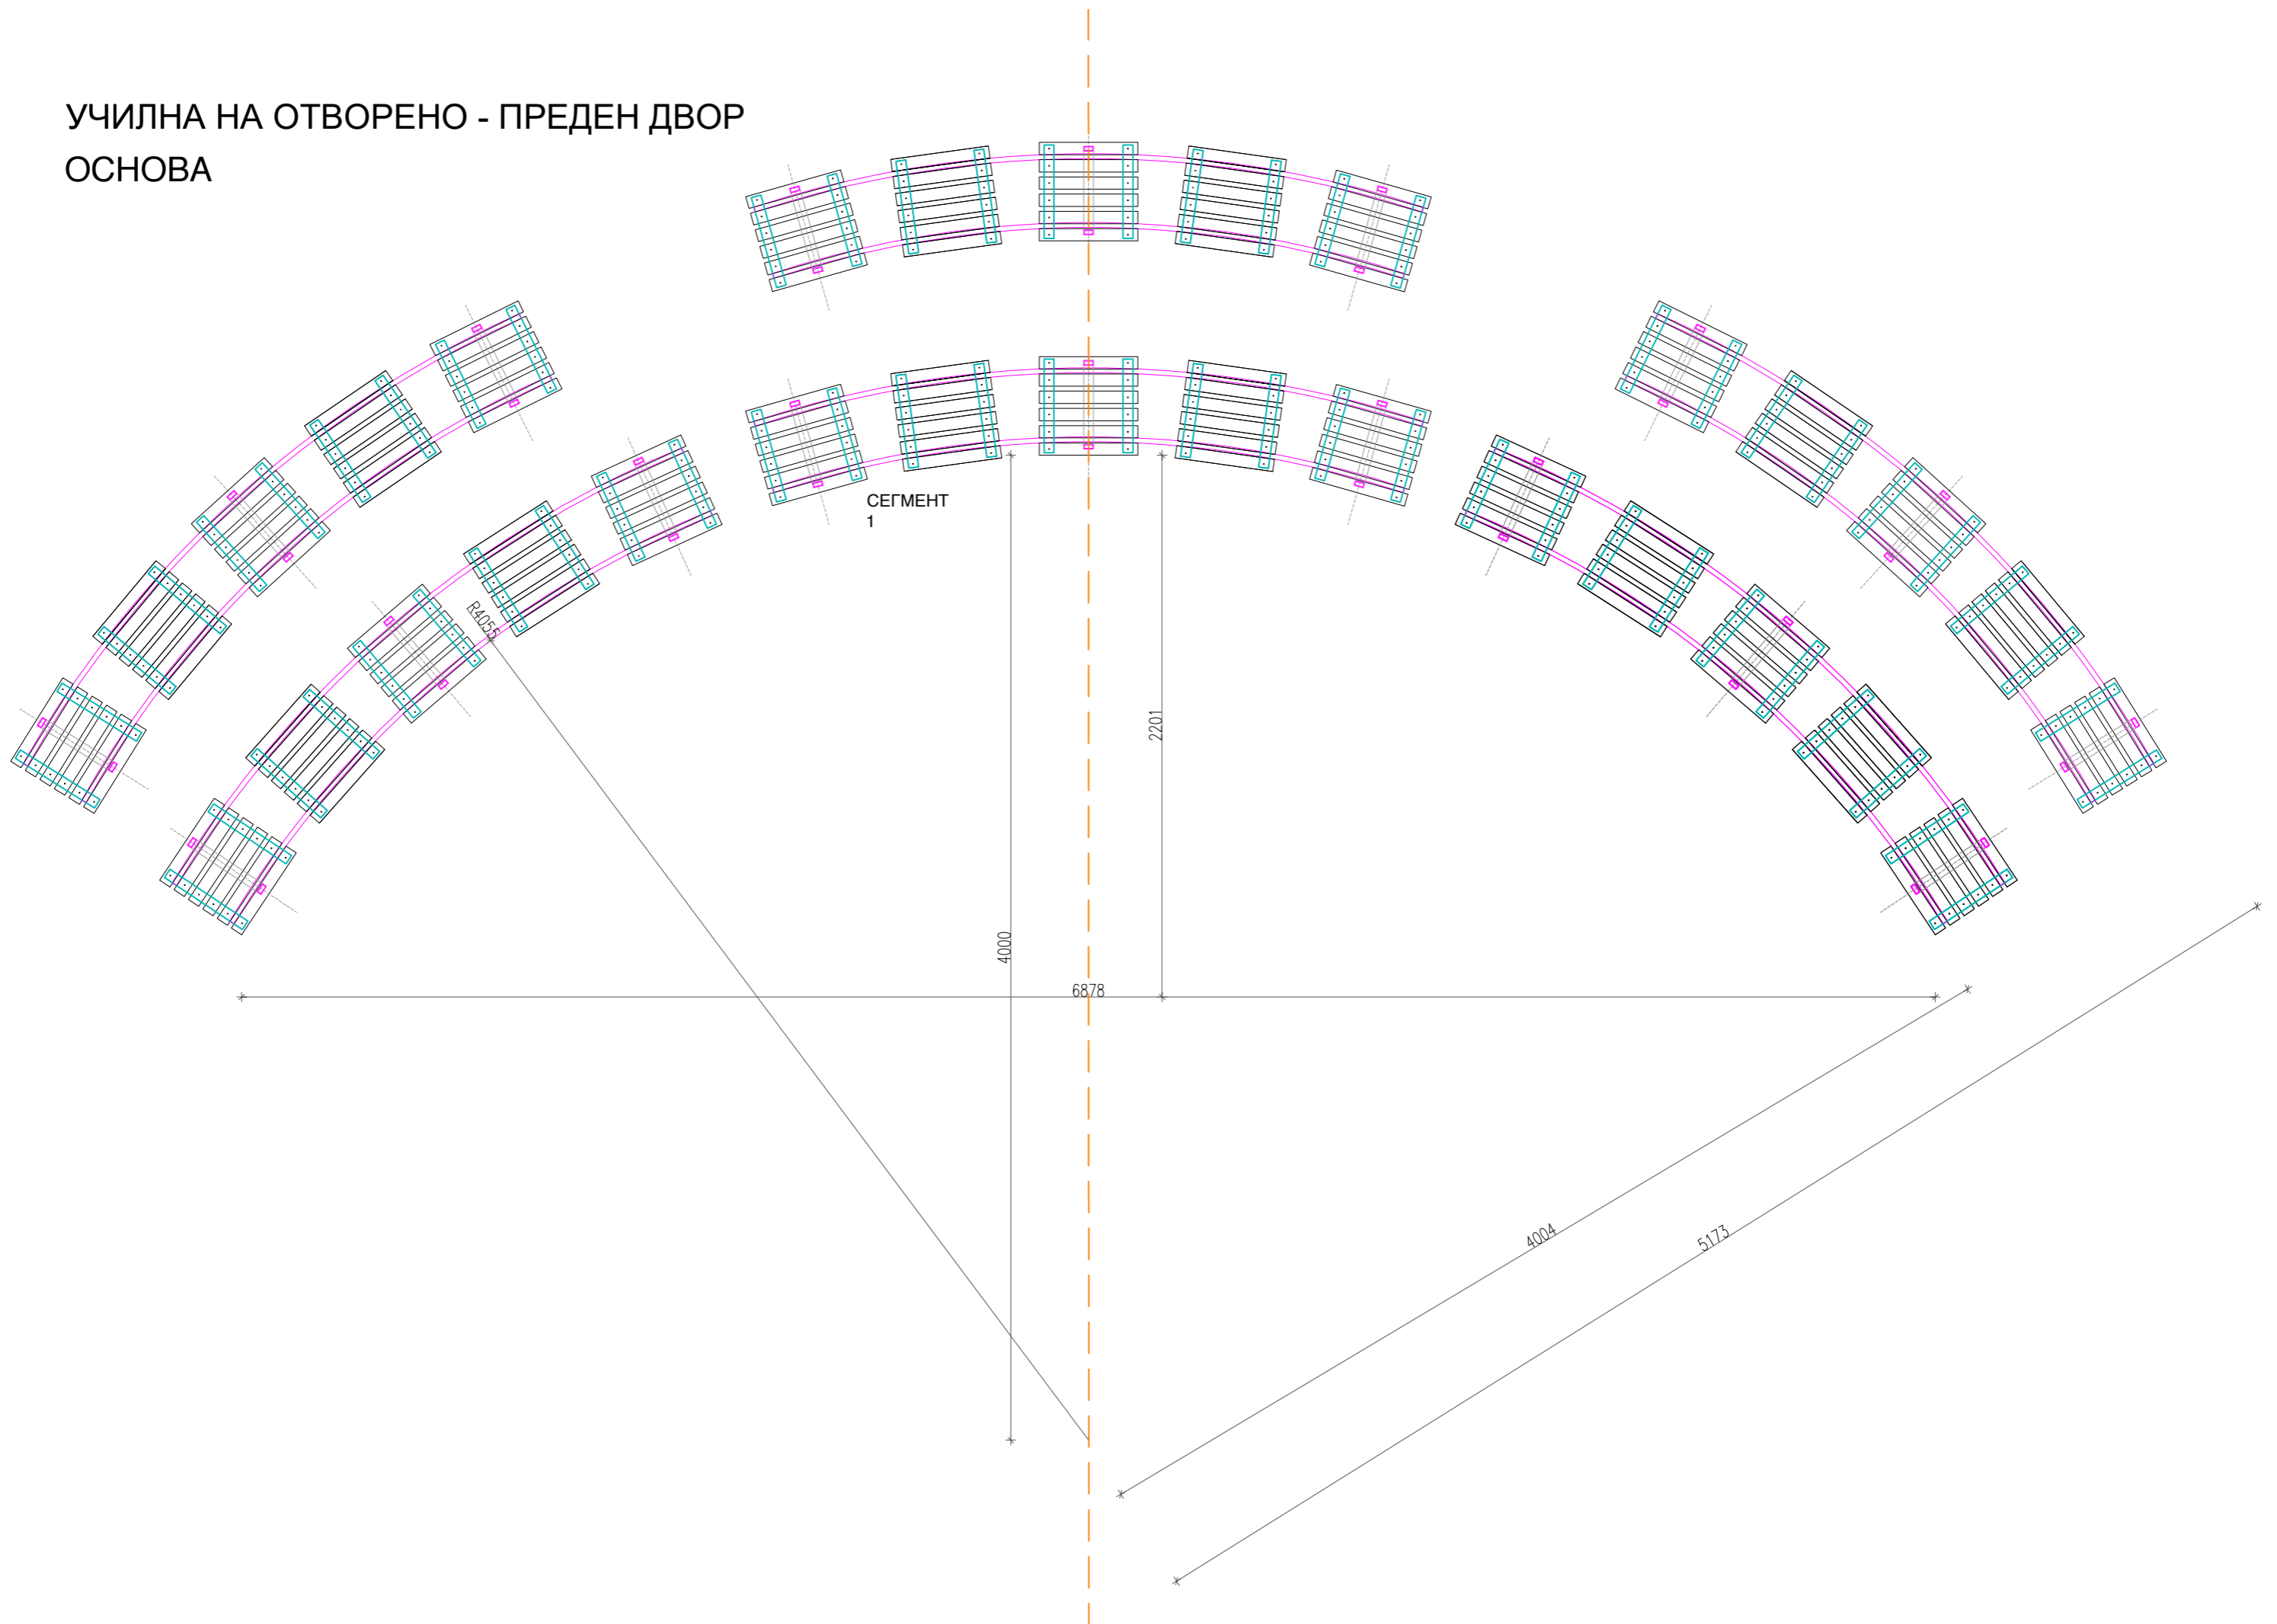 УЧИЛНА НА ОТВОРЕНО - ПРЕДЕН ДВОР
ОСНОВА
СЕГМЕНТ
1
R4055
2201
4000
6878
4004
5173